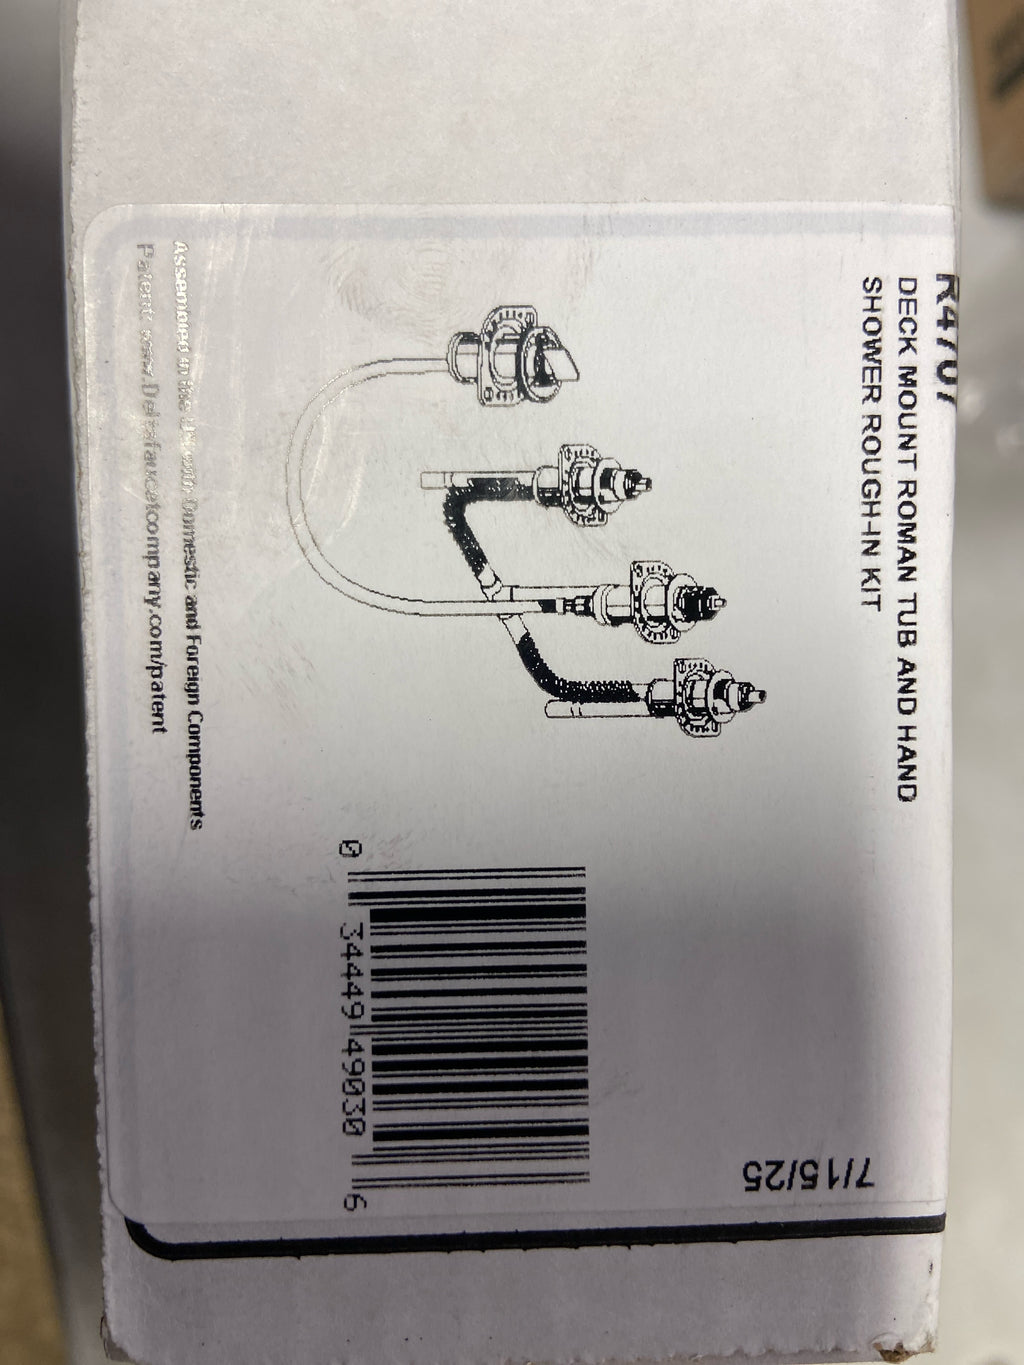 R4707
DECK MOUNT ROMAN TUB AND HAND
SHOWER ROUGH-IN KIT
7/15/25
0 34449 49030 6
Assembled in the USA with Domestic and Foreign Components
Patent: www.Deltafaucetcompany.com/patent